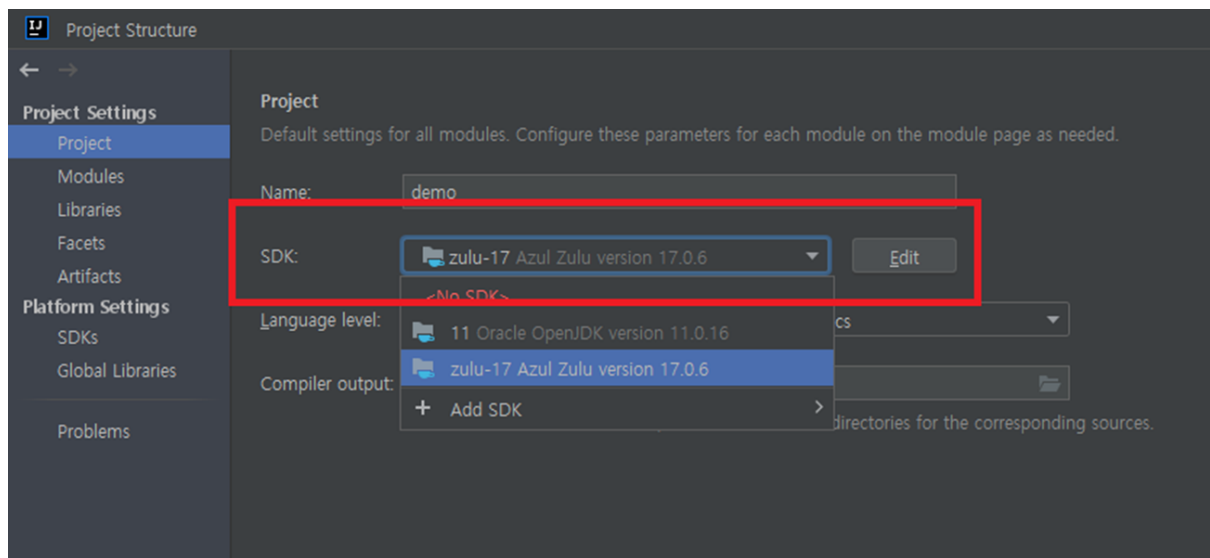 IJ Project Structure
Project Settings
Project
Modules
Libraries
Facets
Artifacts
Platform Settings
SDKs
Global Libraries
Problems
Project
Default settings for all modules. Configure these parameters for each module on the module page as needed.
Name: demo
SDK: zulu-17 Azul Zulu version 17.0.6 Edit
<No SDK>
Language level: cs
11 Oracle OpenJDK version 11.0.16
zulu-17 Azul Zulu version 17.0.6
Compiler output:
Add SDK
directories for the corresponding sources.